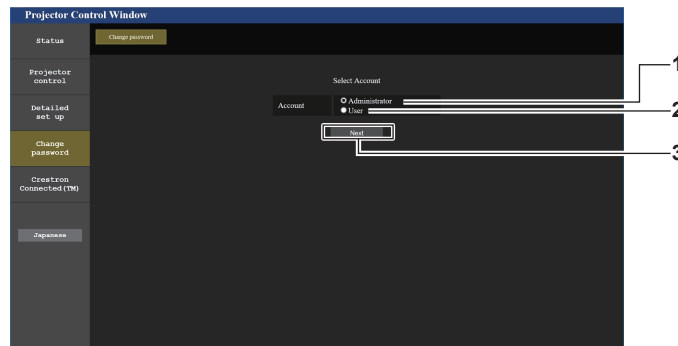 Projector Control Window
Status
Change password
Projector
control
Select Account
1
Account
Administrator
User
2
Detailed
set up
Next
3
Change
password
Crestron
Connected(TM)
Japanese